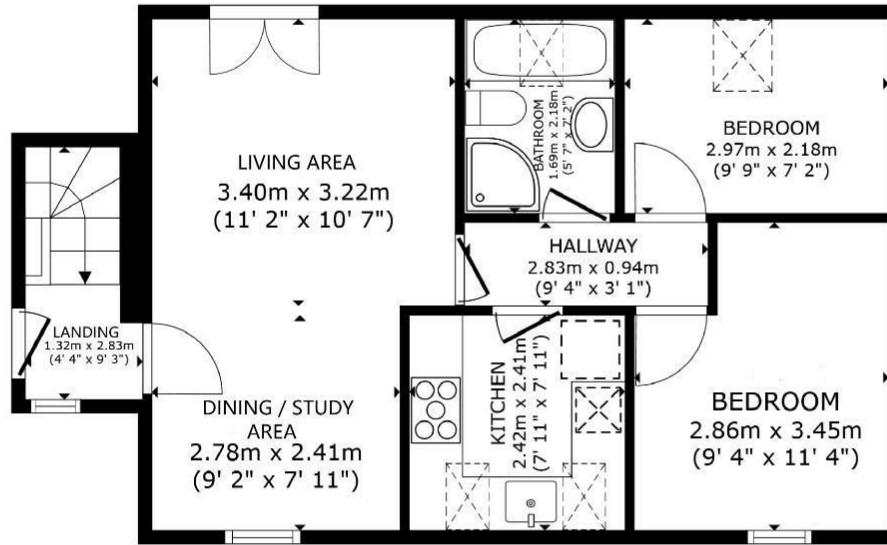 LIVING AREA
3.40m x 3.22m
(11' 2" x 10' 7")
BATHROOM
1.69m x 2.18m
(5' 7" x 7' 2")
BEDROOM
2.97m x 2.18m
(9' 9" x 7' 2")
HALLWAY
2.83m x 0.94m
(9' 4" x 3' 1")
LANDING
1.32m x 2.83m
(4' 4" x 9' 3")
DINING / STUDY
AREA
2.78m x 2.41m
(9' 2" x 7' 11")
KITCHEN
2.42m x 2.41m
(7' 11" x 7' 11")
BEDROOM
2.86m x 3.45m
(9' 4" x 11' 4")